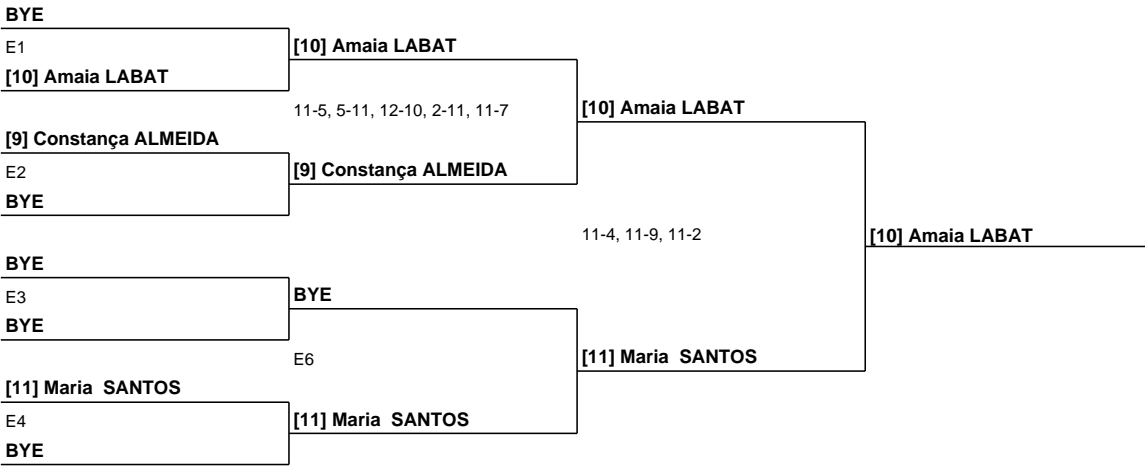 BYE
E1
[10] Amaia LABAT
[10] Amaia LABAT
11-5, 5-11, 12-10, 2-11, 11-7
[10] Amaia LABAT
[9] Constança ALMEIDA
E2
[9] Constança ALMEIDA
BYE
11-4, 11-9, 11-2
[10] Amaia LABAT
BYE
E3
BYE
BYE
E6
[11] Maria  SANTOS
[11] Maria  SANTOS
E4
[11] Maria  SANTOS
BYE